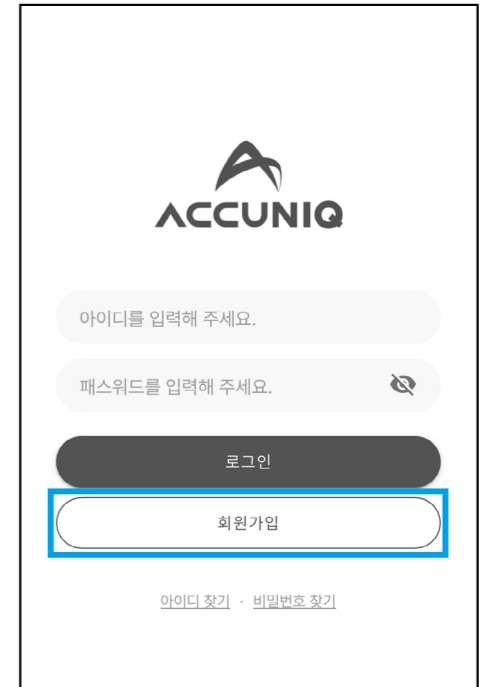 ACCUNIQ
아이디를 입력해 주세요.
패스워드를 입력해 주세요.
로그인
회원가입
아이디 찾기 · 비밀번호 찾기